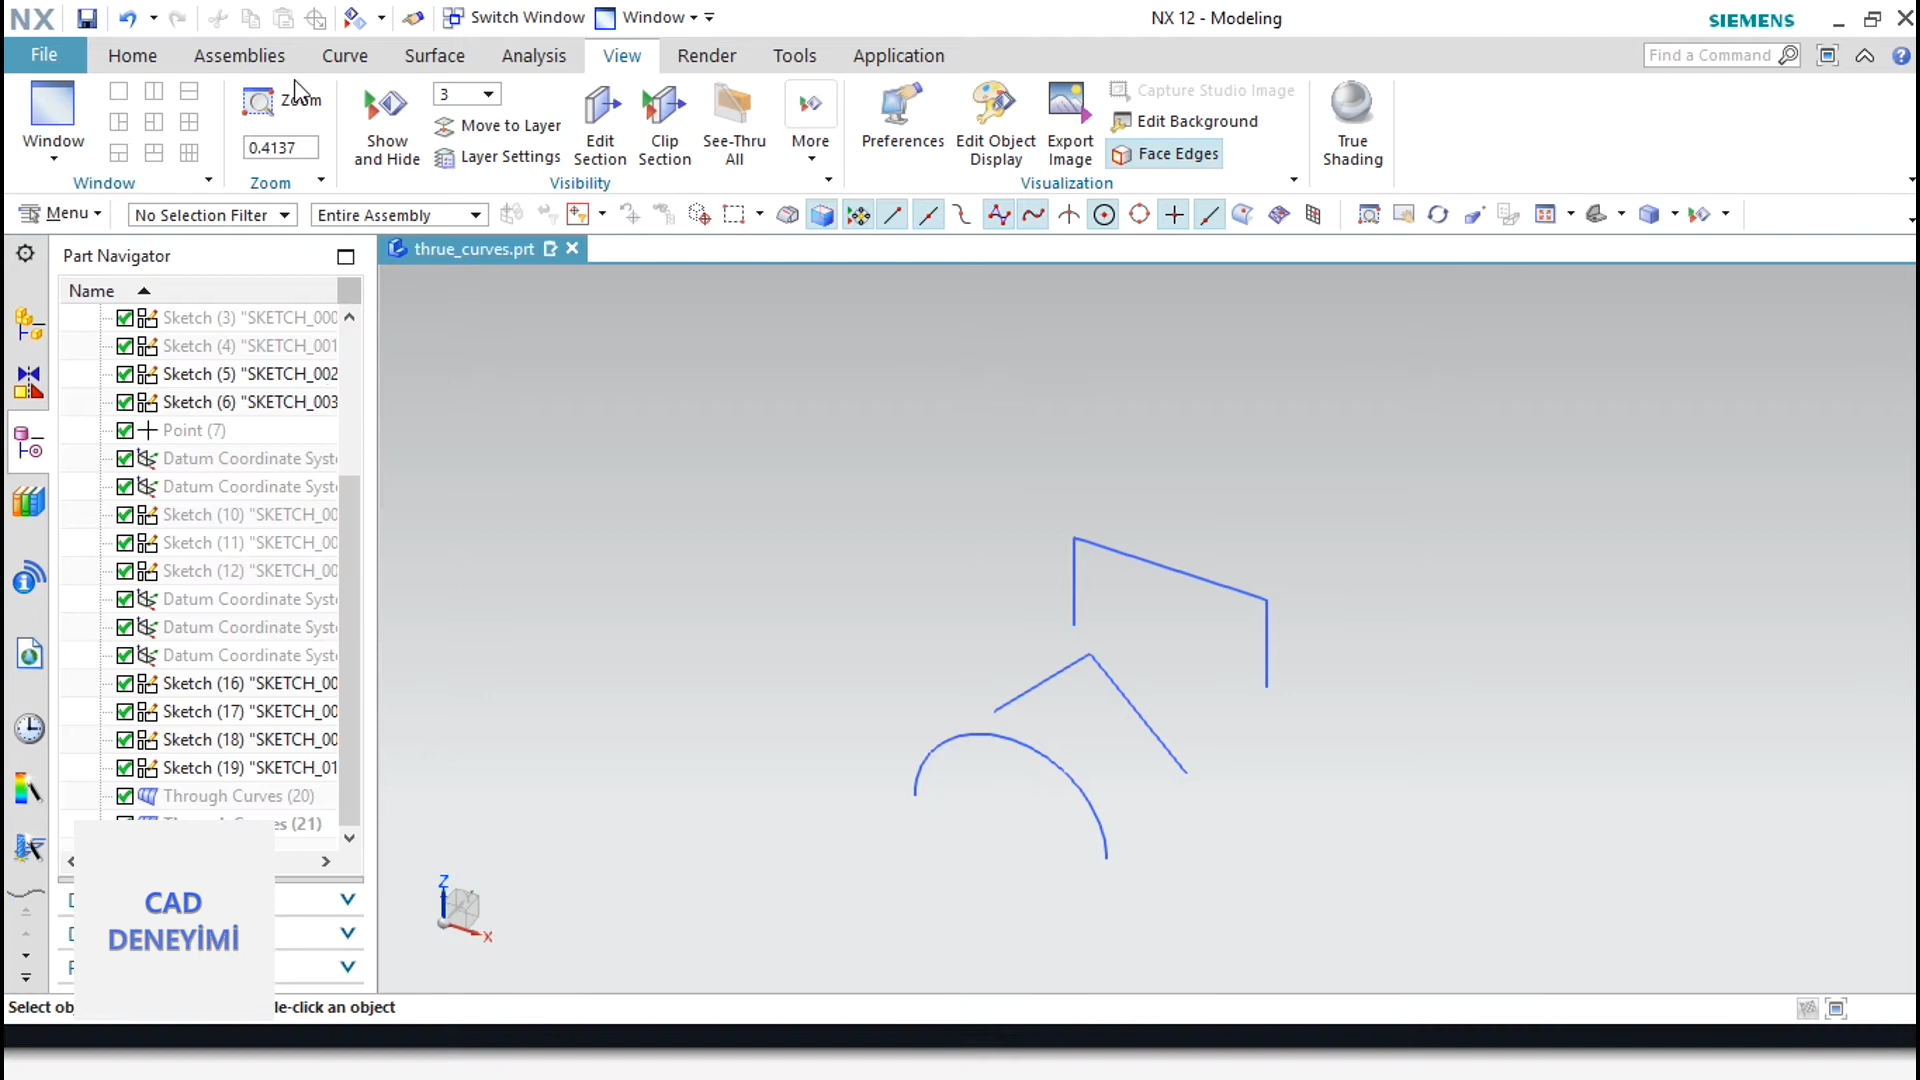 NX
Switch Window
Window
NX 12 - Modeling
SIEMENS
File
Home
Assemblies
Curve
Surface
Analysis
View
Render
Tools
Application
Find a Command
Window
Zoom
0.4137
Show
and Hide
3
Move to Layer
Layer Settings
Edit
Section
Clip
Section
See-Thru
All
More
Preferences
Edit Object
Display
Export
Image
Capture Studio Image
Edit Background
Face Edges
True
Shading
Window
Zoom
Visibility
Visualization
Menu
No Selection Filter
Entire Assembly
Part Navigator
thrue_curves.prt
Name
Sketch (3) "SKETCH_000
Sketch (4) "SKETCH_001
Sketch (5) "SKETCH_002
Sketch (6) "SKETCH_003
Point (7)
Datum Coordinate Syst
Datum Coordinate Syst
Sketch (10) "SKETCH_00
Sketch (11) "SKETCH_00
Sketch (12) "SKETCH_00
Datum Coordinate Syst
Datum Coordinate Syst
Datum Coordinate Syst
Sketch (16) "SKETCH_00
Sketch (17) "SKETCH_00
Sketch (18) "SKETCH_00
Sketch (19) "SKETCH_01
Through Curves (20)
es (21)
CAD
DENEYİMİ
Z
X
Select ob
le-click an object